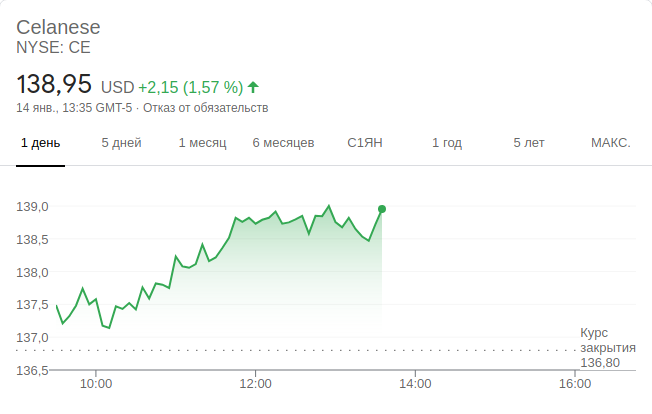 Celanese
NYSE: CE
138,95 USD +2,15 (1,57 %)
14 янв., 13:35 GMT-5 · Отказ от обязательств
1 день 5 дней 1 месяц 6 месяцев С1ЯН 1 год 5 лет МАКС.
139,0
138,5
138,0
137,5
137,0
136,5
Курс
закрытия
136,80
10:00 12:00 14:00 16:00